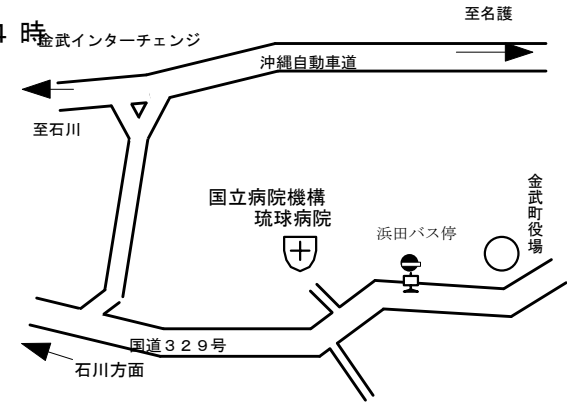 至名護
4 時
金武インターチェンジ
沖縄自動車道
至石川
国立病院機構
琉球病院
浜田バス停
金武町役場
国道３２９号
石川方面